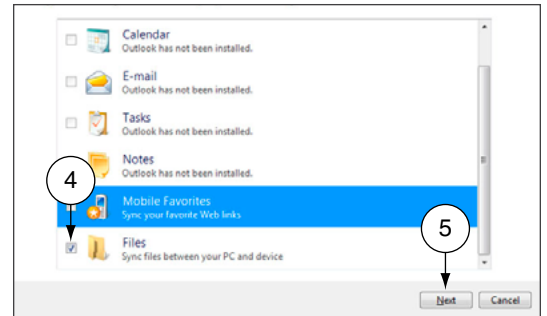 Calendar
Outlook has not been installed.
E-mail
Outlook has not been installed.
Tasks
Outlook has not been installed.
Notes
Outlook has not been installed.
4
Mobile Favorites
Sync your favorite Web links
5
Files
Sync files between your PC and device
Next Cancel